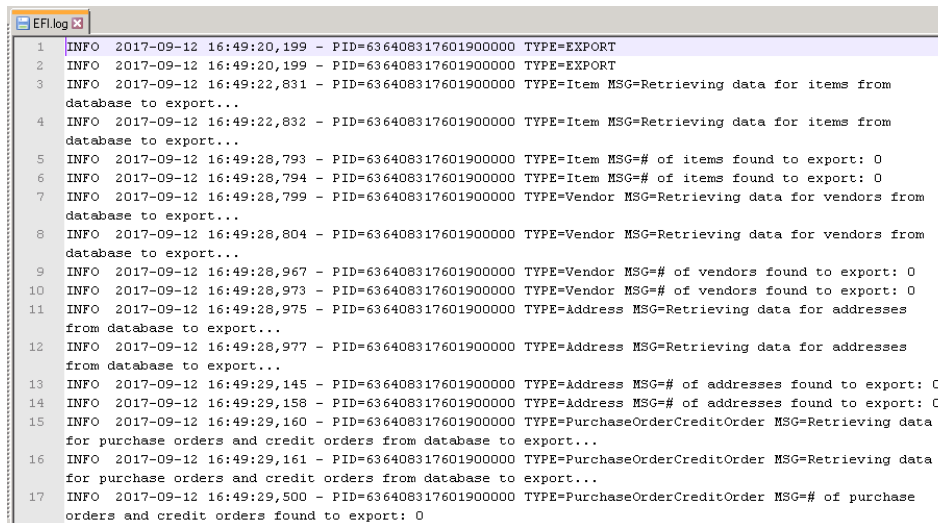 EFI.log
1 INFO 2017-09-12 16:49:20,199 - PID=636408317601900000 TYPE=EXPORT
2 INFO 2017-09-12 16:49:20,199 - PID=636408317601900000 TYPE=EXPORT
3 INFO 2017-09-12 16:49:22,831 - PID=636408317601900000 TYPE=Item MSG=Retrieving data for items from
database to export...
4 INFO 2017-09-12 16:49:22,832 - PID=636408317601900000 TYPE=Item MSG=Retrieving data for items from
database to export...
5 INFO 2017-09-12 16:49:28,793 - PID=636408317601900000 TYPE=Item MSG=# of items found to export: 0
6 INFO 2017-09-12 16:49:28,794 - PID=636408317601900000 TYPE=Item MSG=# of items found to export: 0
7 INFO 2017-09-12 16:49:28,799 - PID=636408317601900000 TYPE=Vendor MSG=Retrieving data for vendors from
database to export...
8 INFO 2017-09-12 16:49:28,804 - PID=636408317601900000 TYPE=Vendor MSG=Retrieving data for vendors from
database to export...
9 INFO 2017-09-12 16:49:28,967 - PID=636408317601900000 TYPE=Vendor MSG=# of vendors found to export: 0
10 INFO 2017-09-12 16:49:28,973 - PID=636408317601900000 TYPE=Vendor MSG=# of vendors found to export: 0
11 INFO 2017-09-12 16:49:28,975 - PID=636408317601900000 TYPE=Address MSG=Retrieving data for addresses
from database to export...
12 INFO 2017-09-12 16:49:28,977 - PID=636408317601900000 TYPE=Address MSG=Retrieving data for addresses
from database to export...
13 INFO 2017-09-12 16:49:29,145 - PID=636408317601900000 TYPE=Address MSG=# of addresses found to export: 0
14 INFO 2017-09-12 16:49:29,158 - PID=636408317601900000 TYPE=Address MSG=# of addresses found to export: 0
15 INFO 2017-09-12 16:49:29,160 - PID=636408317601900000 TYPE=PurchaseOrderCreditOrder MSG=Retrieving data
for purchase orders and credit orders from database to export...
16 INFO 2017-09-12 16:49:29,161 - PID=636408317601900000 TYPE=PurchaseOrderCreditOrder MSG=Retrieving data
for purchase orders and credit orders from database to export...
17 INFO 2017-09-12 16:49:29,500 - PID=636408317601900000 TYPE=PurchaseOrderCreditOrder MSG=# of purchase
orders and credit orders found to export: 0